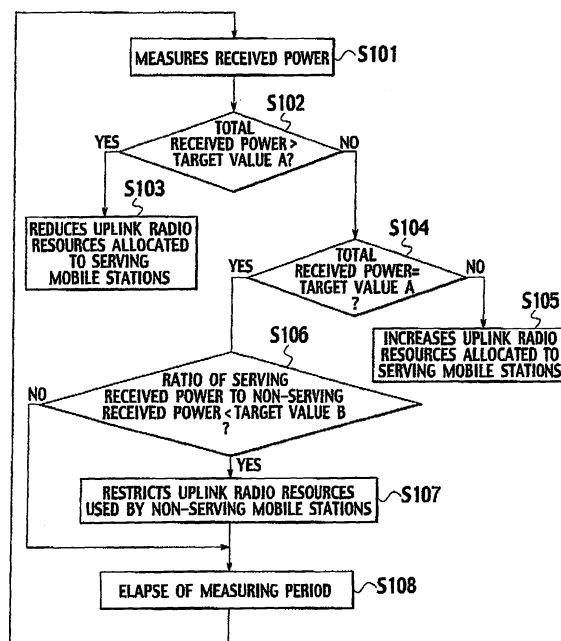 MEASURES RECEIVED POWER
S101
S102
TOTAL
RECEIVED POWER>
TARGET VALUE A?
YES
NO
S103
REDUCES UPLINK RADIO
RESOURCES ALLOCATED
TO SERVING
MOBILE STATIONS
S104
TOTAL
RECEIVED POWER=
TARGET VALUE A
?
YES
NO
S105
INCREASES UPLINK RADIO
RESOURCES ALLOCATED TO
SERVING MOBILE STATIONS
S106
RATIO OF SERVING
RECEIVED POWER TO NON-SERVING
RECEIVED POWER<TARGET VALUE B
?
NO
YES
RESTRICTS UPLINK RADIO RESOURCES
USED BY NON-SERVING MOBILE STATIONS
S107
ELAPSE OF MEASURING PERIOD
S108